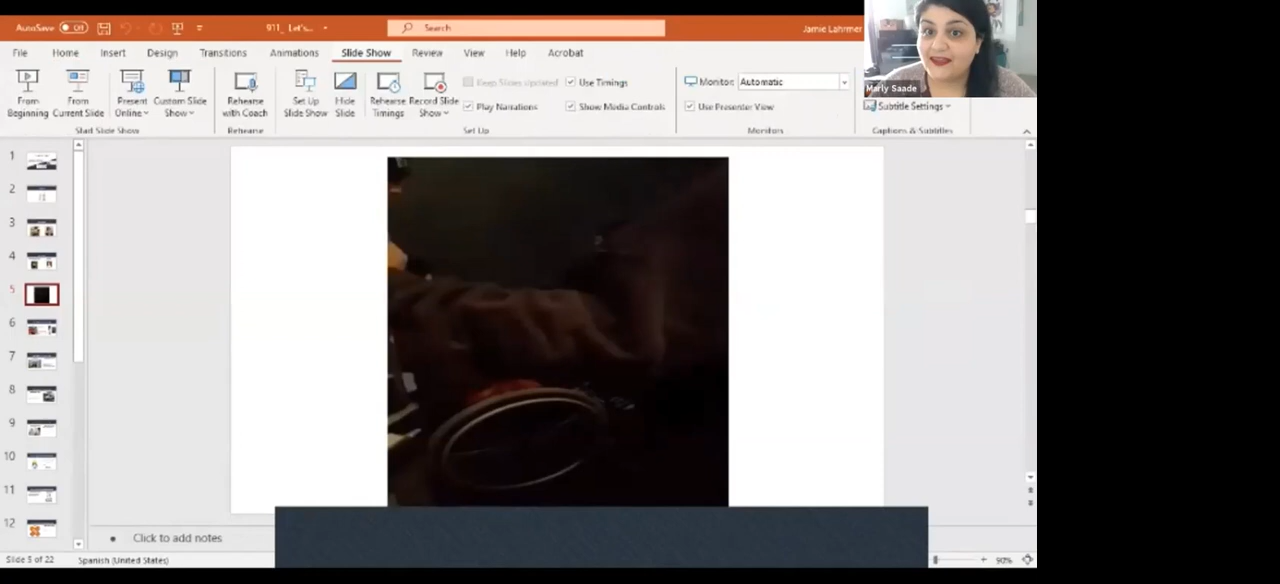 AutoSave Off 911_ Let's... Search Jamie Lahrmer
File Home Insert Design Transitions Animations Slide Show Review View Help Acrobat
Marly Saade
From Beginning
From Current Slide
Present Online
Custom Slide Show
Rehearse with Coach
Set Up Slide Show
Hide Slide
Rehearse Timings
Record Slide Show
Keep Slides Updated
Play Narrations
Use Timings
Show Media Controls
Monitor: Automatic
Use Presenter View
Subtitle Settings
Start Slide Show Rehearse Set Up Monitors Captions & Subtitles
1
2
3
4
5
6
7
8
9
10
11
12
Click to add notes
Slide 5 of 22 Spanish (United States) 90%